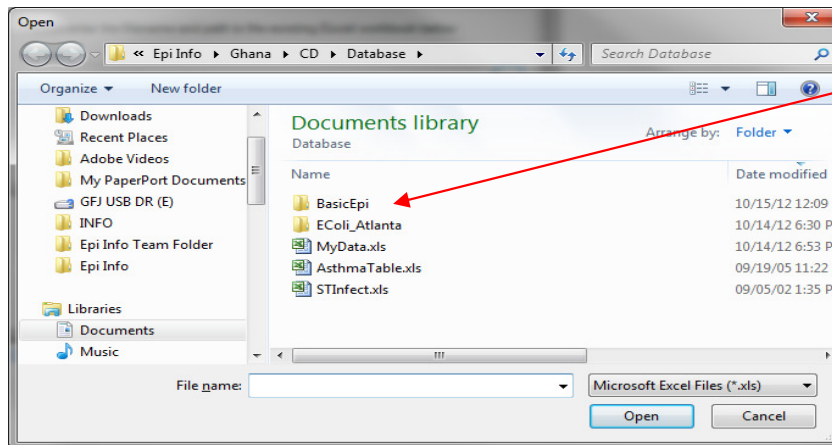 Open
« Epi Info ▸ Ghana ▸ CD ▸ Database ▸ Search Database
Organize ▼ New folder
Downloads
Recent Places
Adobe Videos
My PaperPort Documents
GFJ USB DR (E)
INFO
Epi Info Team Folder
Epi Info
Libraries
Documents
Music
Documents library
Database
Arrange by: Folder ▼
Name Date modified
BasicEpi 10/15/12 12:09
EColi_Atlanta 10/14/12 6:30 P
MyData.xls 10/14/12 6:53 P
AsthmaTable.xls 09/19/05 11:22
STInfect.xls 09/05/02 1:35 P
File name: Microsoft Excel Files (*.xls)
Open Cancel